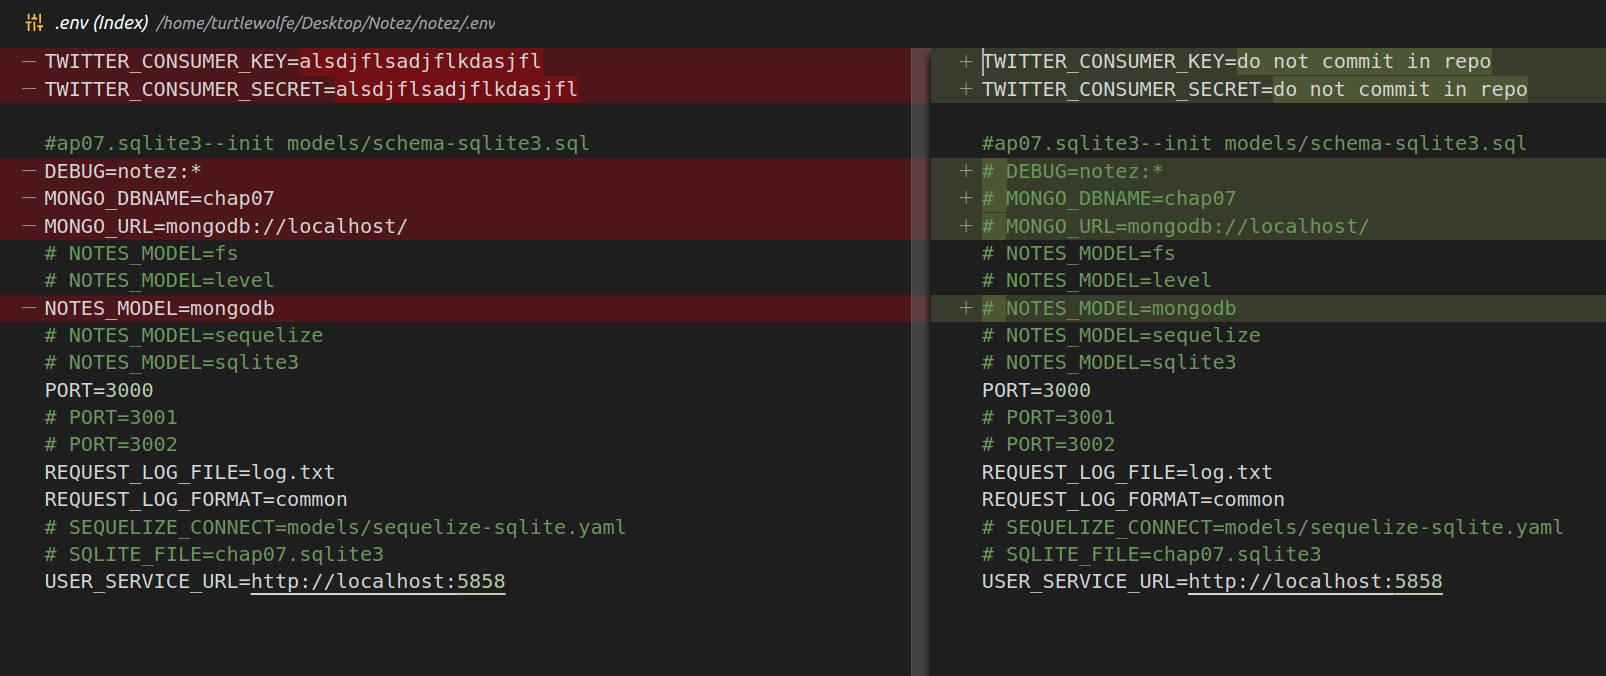 .env (Index) /home/turtlewolfe/Desktop/Notez/notez/.env
— TWITTER_CONSUMER_KEY=alsdjflsadjflkdasjfl
— TWITTER_CONSUMER_SECRET=alsdjflsadjflkdasjfl
#ap07.sqlite3--init models/schema-sqlite3.sql
— DEBUG=notez:*
— MONGO_DBNAME=chap07
— MONGO_URL=mongodb://localhost/
# NOTES_MODEL=fs
# NOTES_MODEL=level
— NOTES_MODEL=mongodb
# NOTES_MODEL=sequelize
# NOTES_MODEL=sqlite3
PORT=3000
# PORT=3001
# PORT=3002
REQUEST_LOG_FILE=log.txt
REQUEST_LOG_FORMAT=common
# SEQUELIZE_CONNECT=models/sequelize-sqlite.yaml
# SQLITE_FILE=chap07.sqlite3
USER_SERVICE_URL=http://localhost:5858
+ TWITTER_CONSUMER_KEY=do not commit in repo
+ TWITTER_CONSUMER_SECRET=do not commit in repo
#ap07.sqlite3--init models/schema-sqlite3.sql
+ # DEBUG=notez:*
+ # MONGO_DBNAME=chap07
+ # MONGO_URL=mongodb://localhost/
# NOTES_MODEL=fs
# NOTES_MODEL=level
+ # NOTES_MODEL=mongodb
# NOTES_MODEL=sequelize
# NOTES_MODEL=sqlite3
PORT=3000
# PORT=3001
# PORT=3002
REQUEST_LOG_FILE=log.txt
REQUEST_LOG_FORMAT=common
# SEQUELIZE_CONNECT=models/sequelize-sqlite.yaml
# SQLITE_FILE=chap07.sqlite3
USER_SERVICE_URL=http://localhost:5858